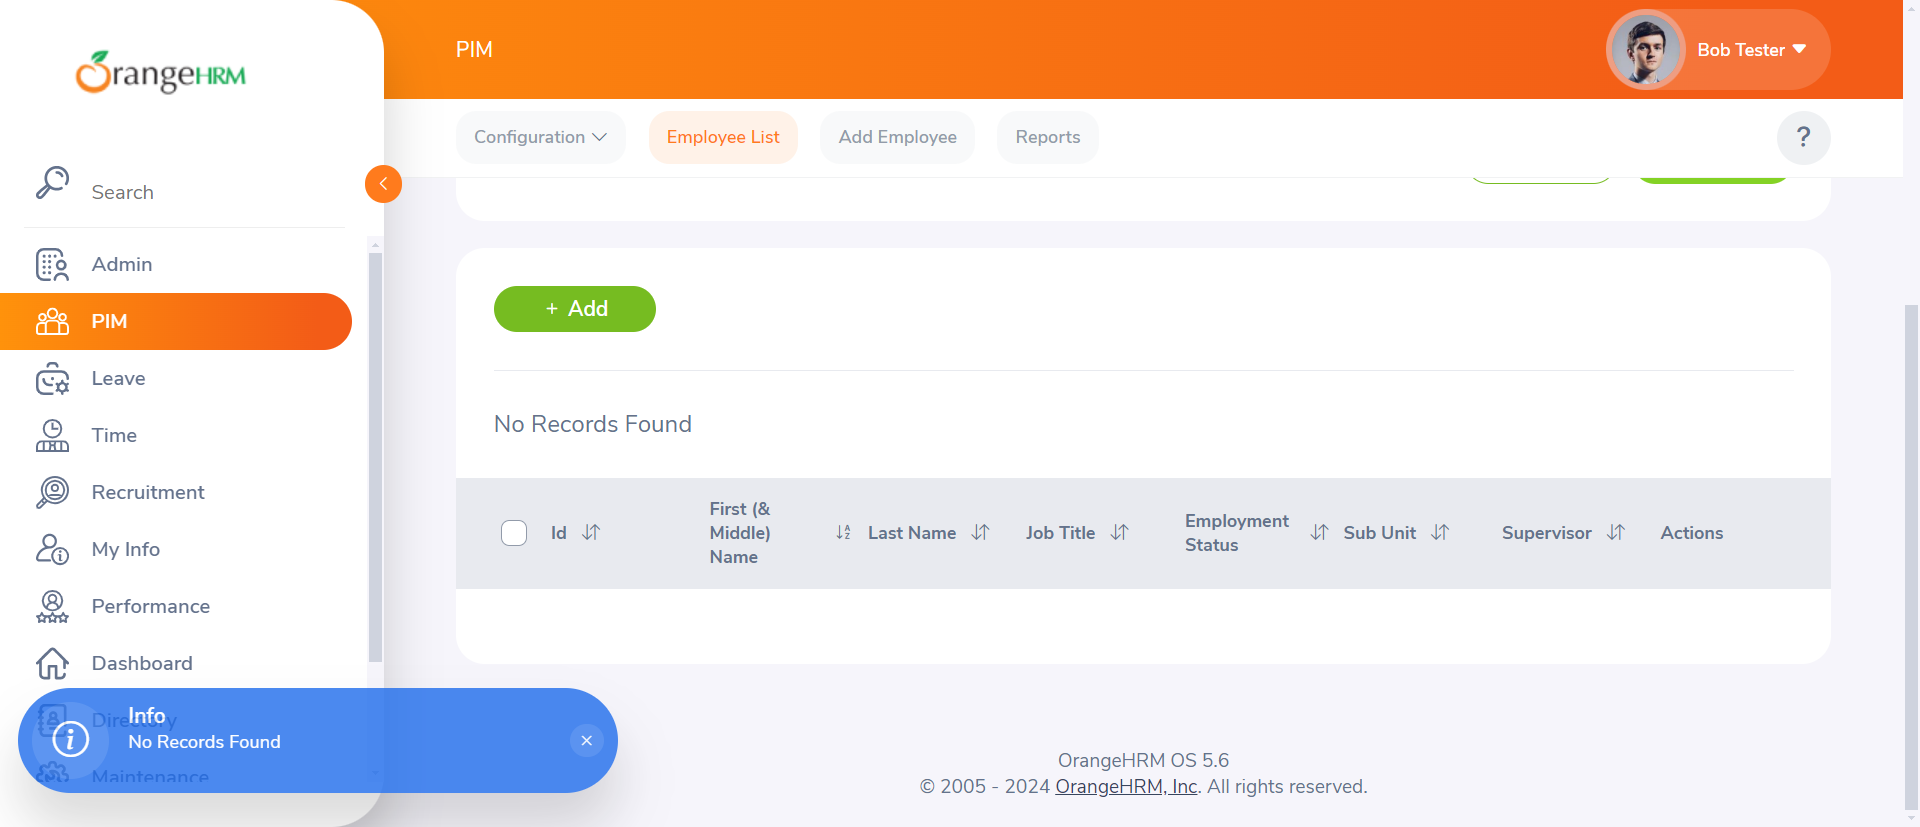 OrangeHRM
PIM
Bob Tester
Configuration
Employee List
Add Employee
Reports
?
Search
Admin
PIM
Leave
Time
Recruitment
My Info
Performance
Dashboard
Directory
Maintenance
+ Add
No Records Found
Id
First (&
Middle)
Name
Last Name
Job Title
Employment
Status
Sub Unit
Supervisor
Actions
Info
No Records Found
OrangeHRM OS 5.6
© 2005 - 2024 OrangeHRM, Inc. All rights reserved.